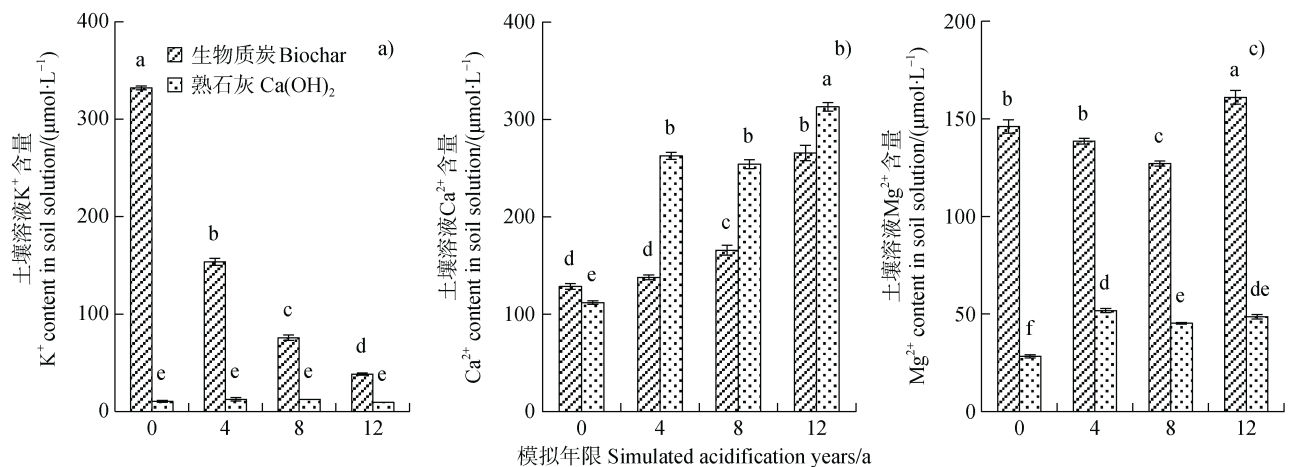 土壤溶液K⁺含量
K⁺ content in soil solution/(μmol·L⁻¹)
400
300
200
100
0
a)
生物质炭 Biochar
熟石灰 Ca(OH)₂
a
e
b
e
c
e
d
e
0 4 8 12
土壤溶液Ca²⁺含量
Ca²⁺ content in soil solution/(μmol·L⁻¹)
400
300
200
100
0
b)
d
e
d
b
c
b
b
a
0 4 8 12
土壤溶液Mg²⁺含量
Mg²⁺ content in soil solution/(μmol·L⁻¹)
200
150
100
50
0
c)
b
f
b
d
c
e
a
de
0 4 8 12
模拟年限 Simulated acidification years/a